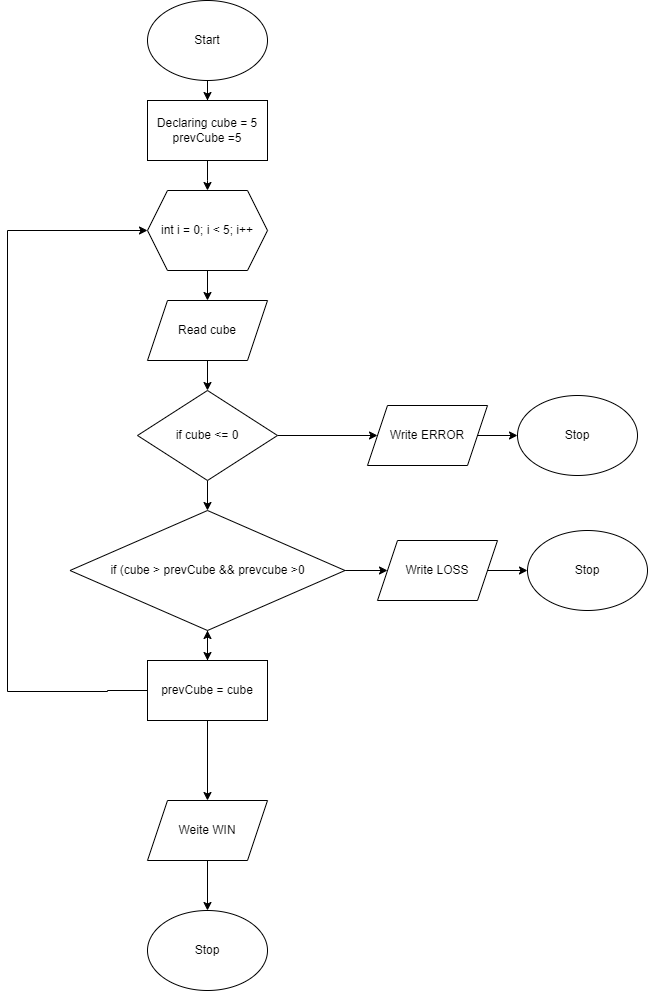 Start
Declaring cube = 5
prevCube =5
int i = 0; i < 5; i++
Read cube
if cube <= 0
Write ERROR
Stop
if (cube > prevCube && prevcube >0
Write LOSS
Stop
prevCube = cube
Weite WIN
Stop